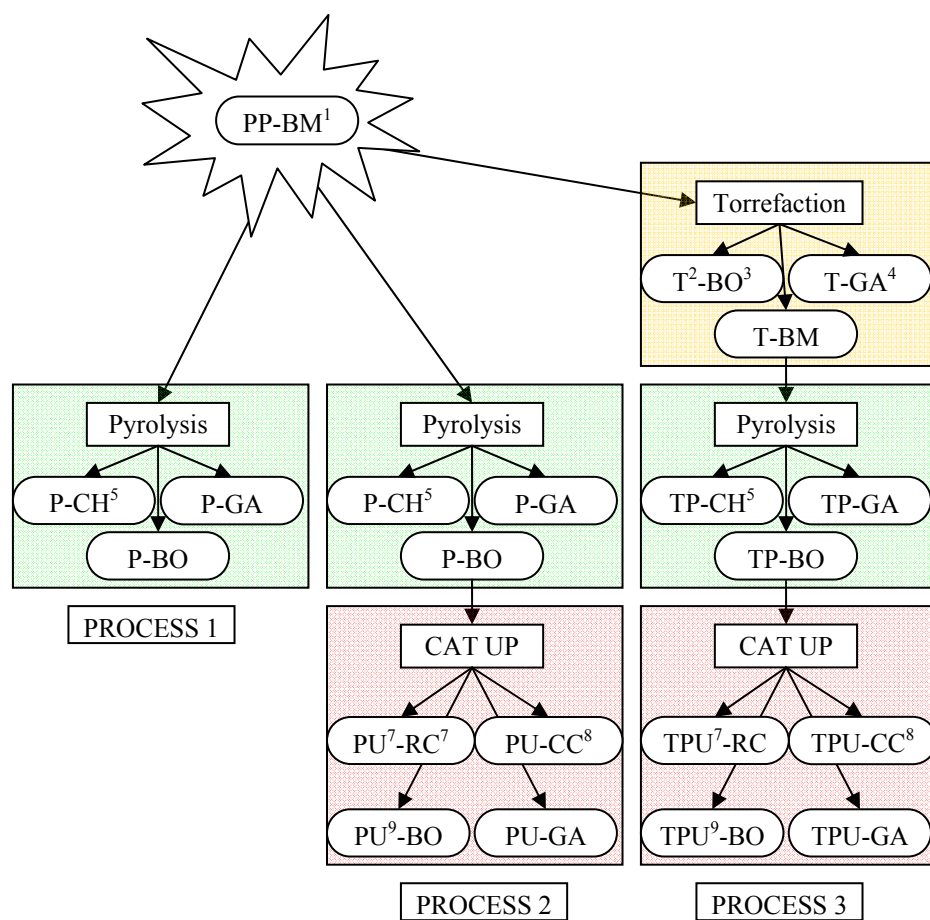 PP-BM¹
Torrefaction
T²-BO³ T-GA⁴
T-BM
Pyrolysis Pyrolysis Pyrolysis
P-CH⁵ P-GA P-CH⁵ P-GA TP-CH⁵ TP-GA
P-BO P-BO TP-BO
PROCESS 1
CAT UP CAT UP
PU⁷-RC⁷ PU-CC⁸ TPU⁷-RC TPU-CC⁸
PU⁹-BO PU-GA TPU⁹-BO TPU-GA
PROCESS 2 PROCESS 3